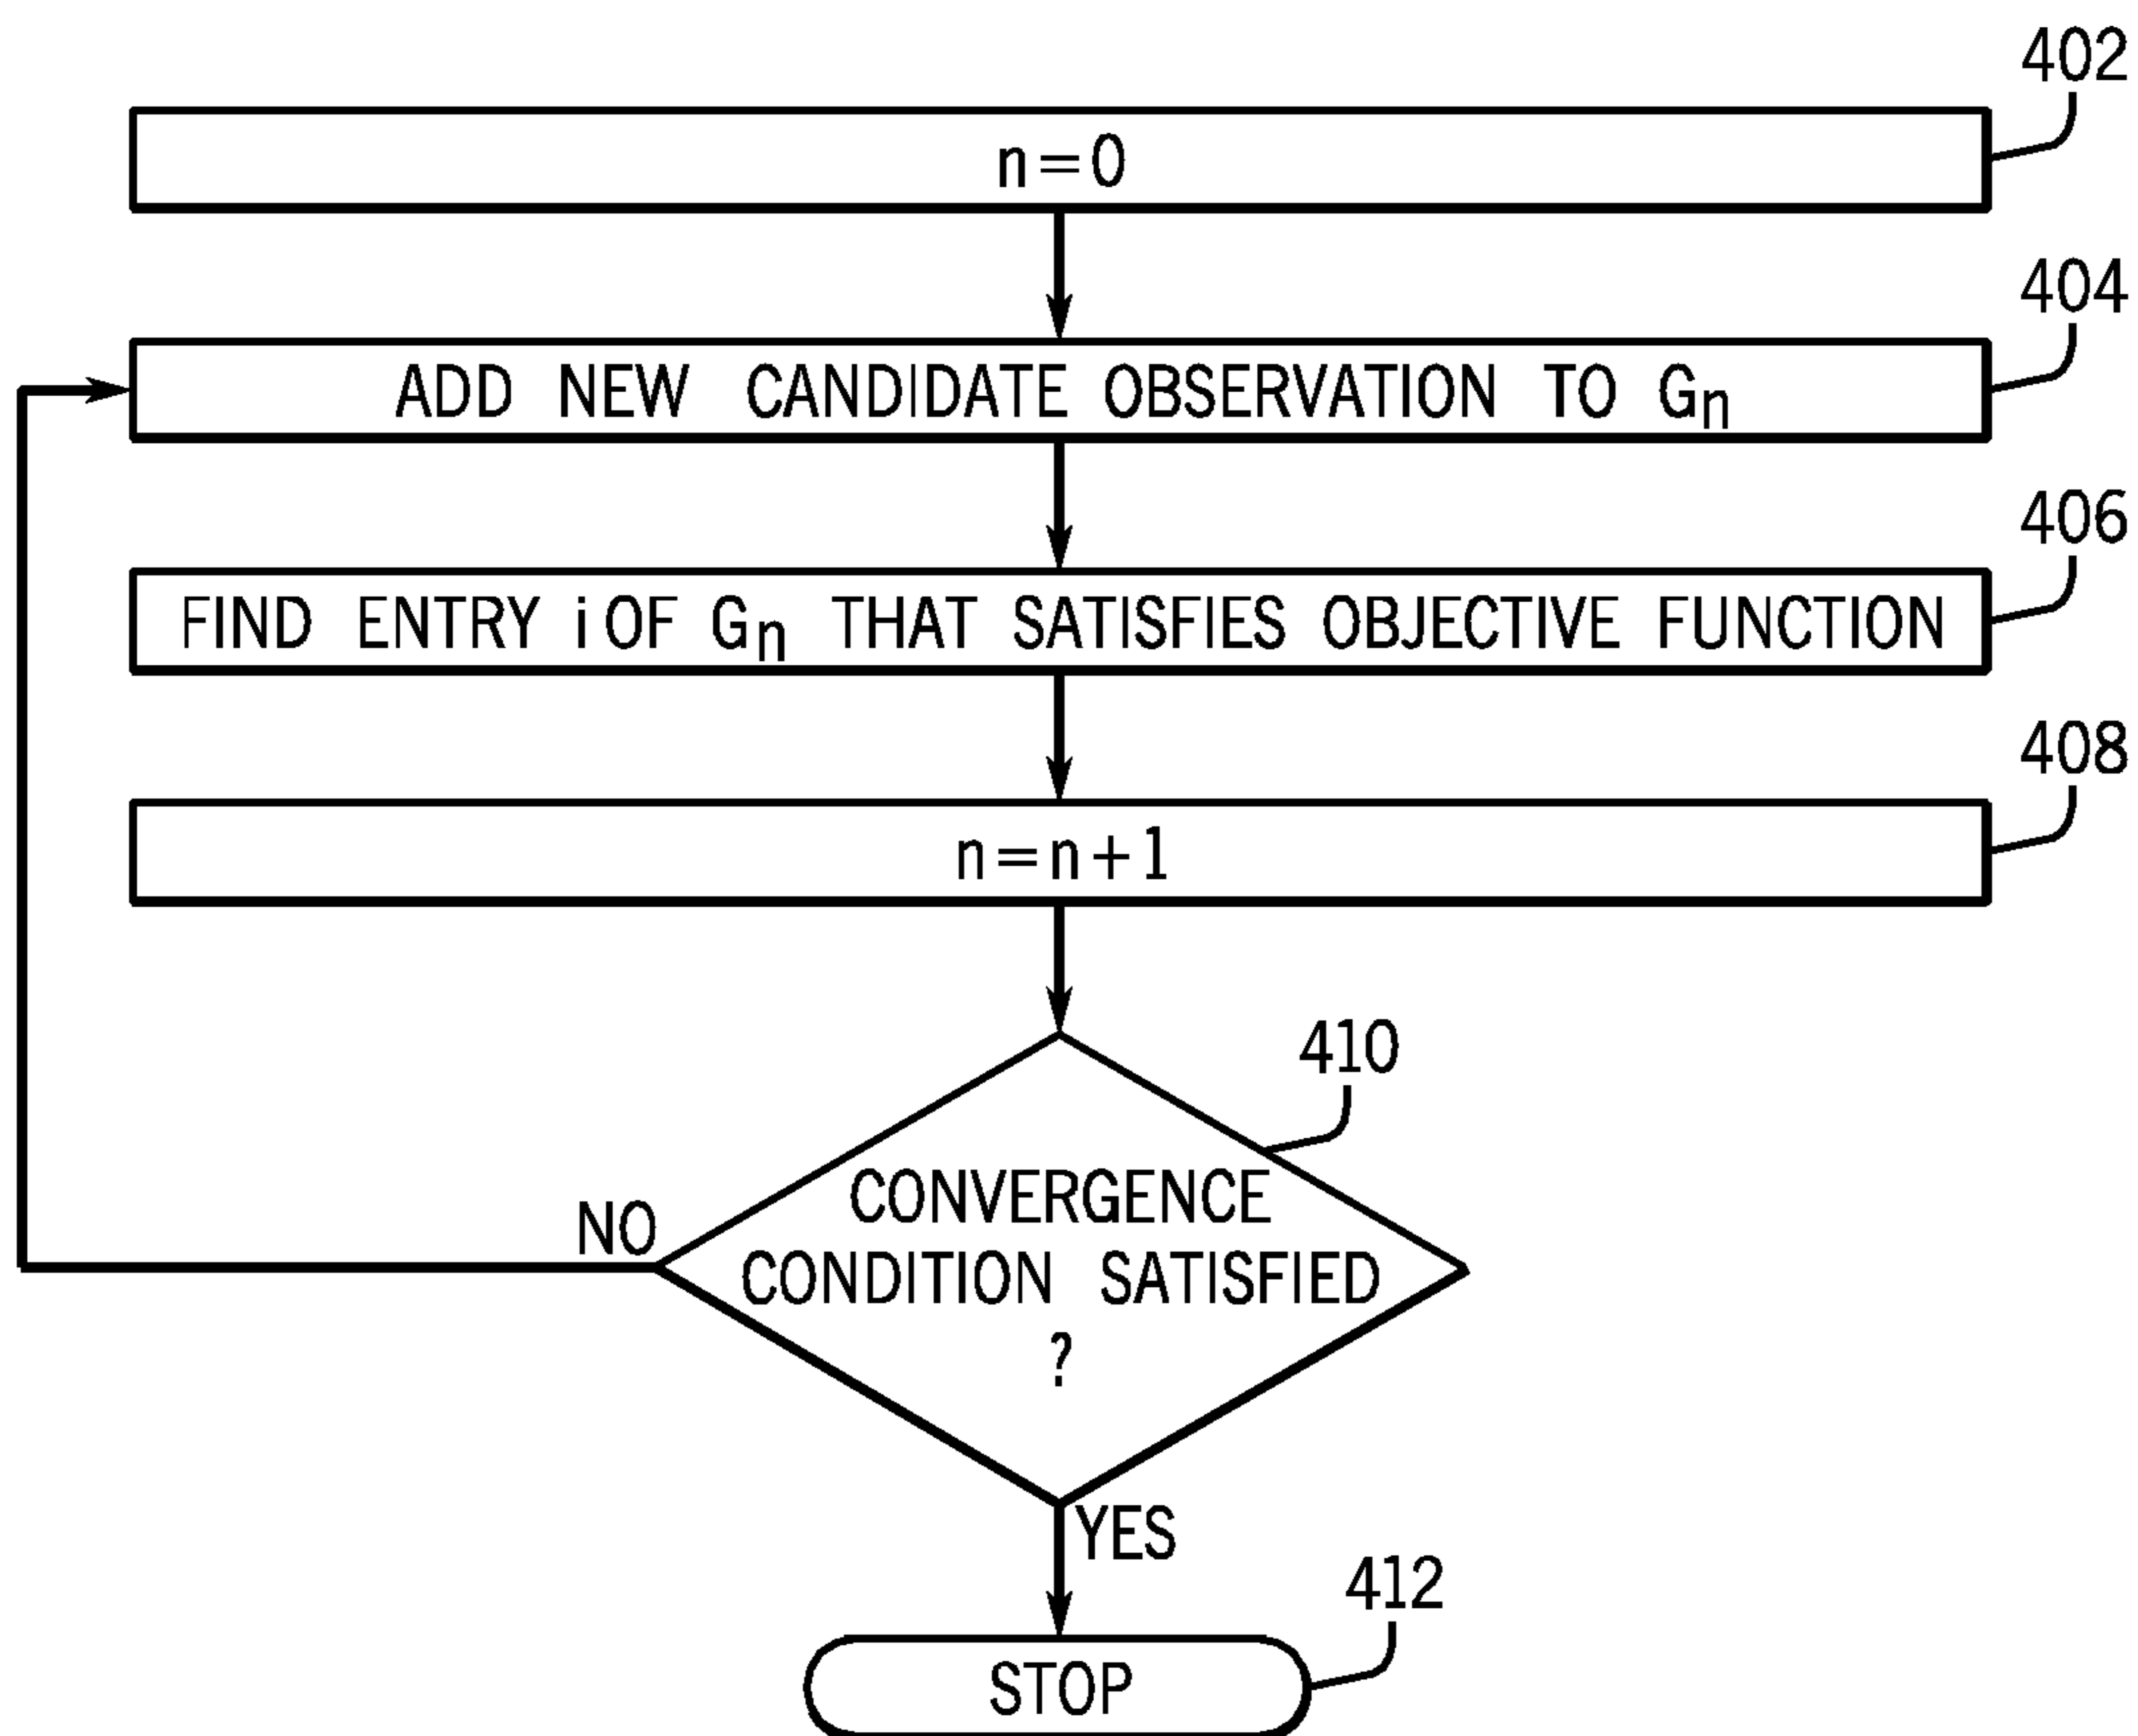 402
n=0
404
ADD NEW CANDIDATE OBSERVATION TO Gn
406
FIND ENTRY i OF Gn THAT SATISFIES OBJECTIVE FUNCTION
408
n=n+1
410
CONVERGENCE
CONDITION SATISFIED
?
NO
YES
412
STOP